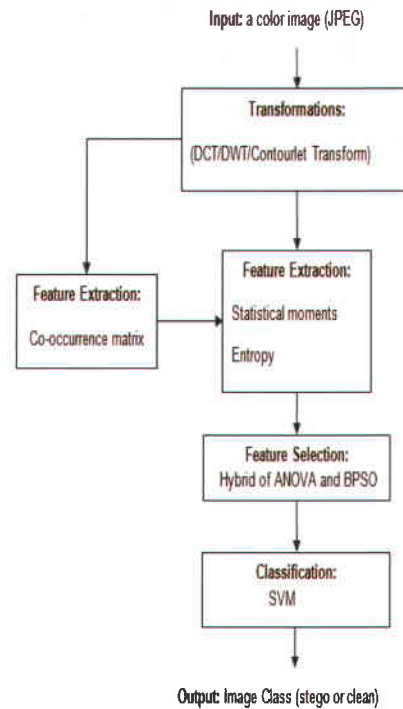 Input: a color image (JPEG)
Transformations:
(DCT/DWT/Contourlet Transform)
Feature Extraction:
Co-occurrence matrix
Feature Extraction:
Statistical moments
Entropy
Feature Selection:
Hybrid of ANOVA and BPSO
Classification:
SVM
Output: Image Class (stego or clean)